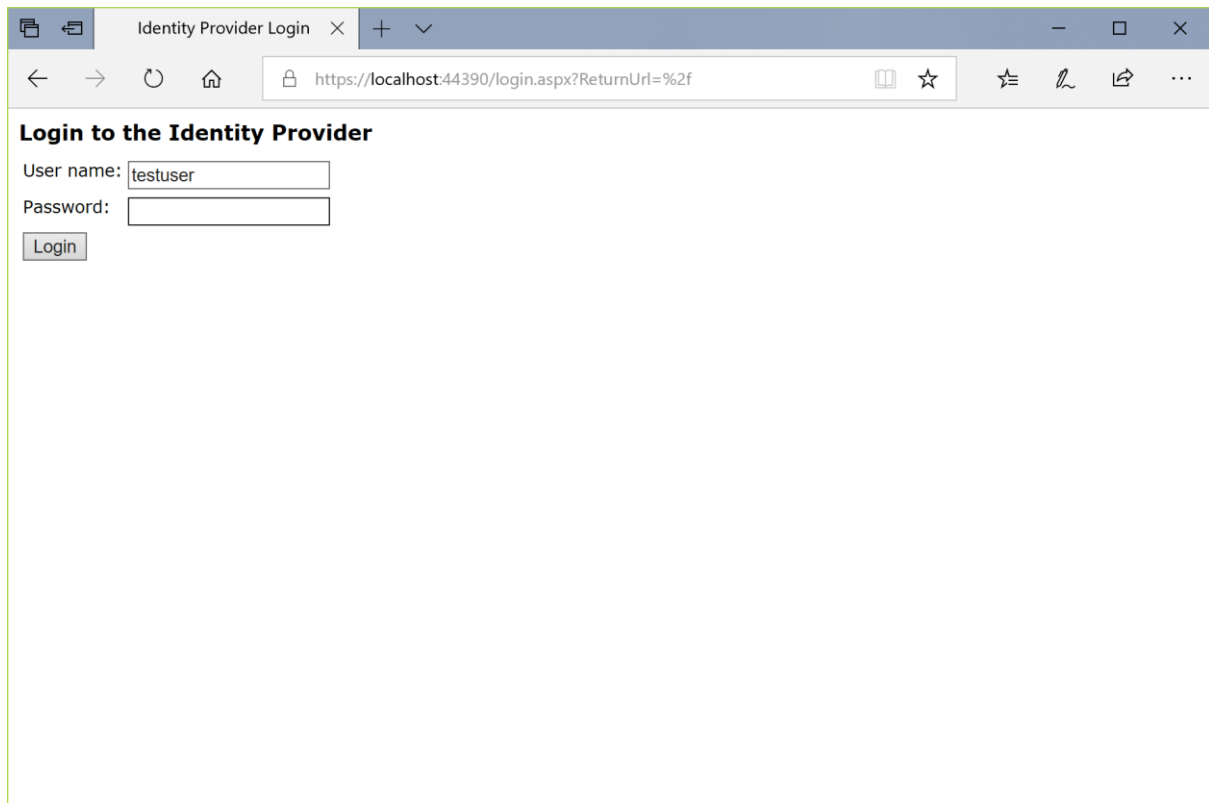 Identity Provider Login
https://localhost:44390/login.aspx?ReturnUrl=%2f
Login to the Identity Provider
User name: testuser
Password:
Login